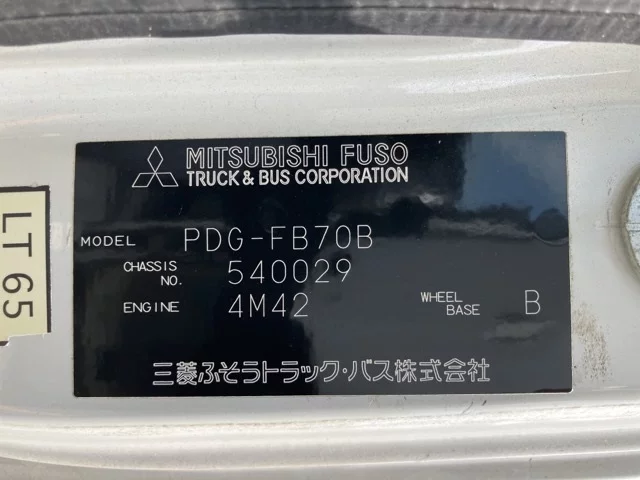 MITSUBISHI FUSO
TRUCK & BUS CORPORATION
MODEL PDG-FB70B
CHASSIS NO. 540029
ENGINE 4M42 WHEEL BASE B
三菱ふそうトラック・バス株式会社
LT 65